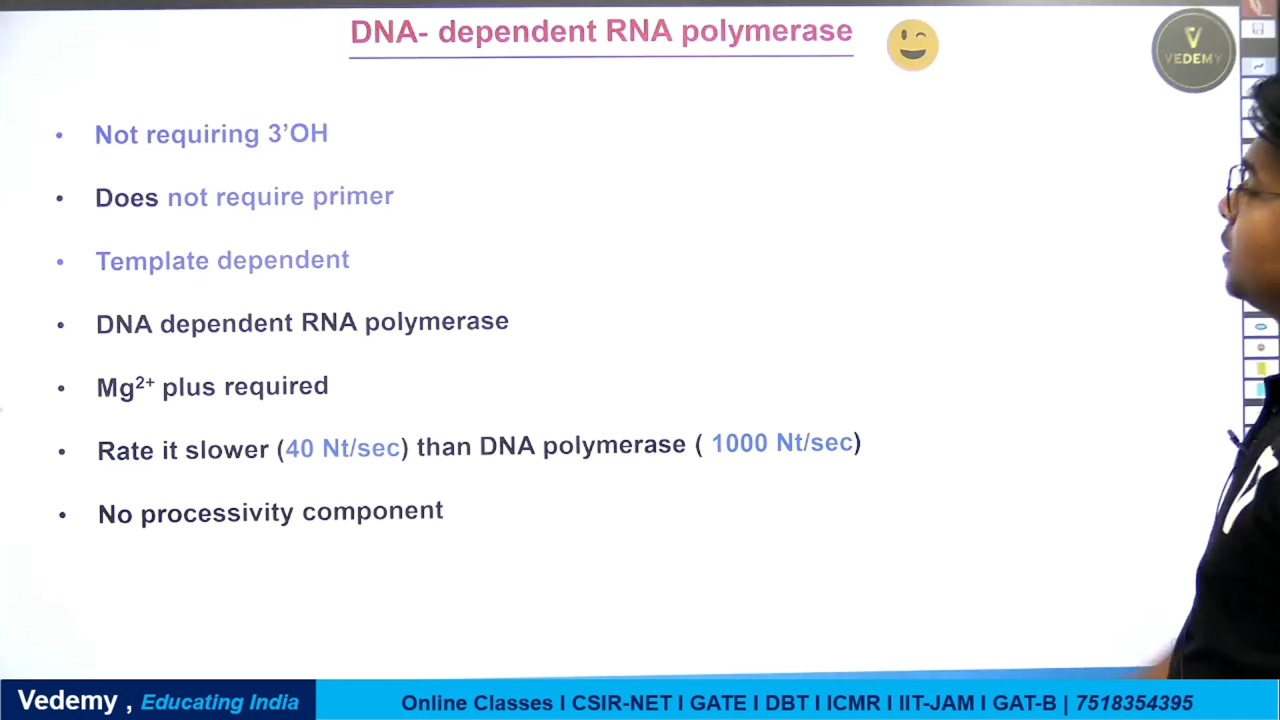 DNA- dependent RNA polymerase
VEDEMY
• Not requiring 3’OH
• Does not require primer
• Template dependent
• DNA dependent RNA polymerase
• Mg²⁺ plus required
• Rate it slower (40 Nt/sec) than DNA polymerase ( 1000 Nt/sec)
• No processivity component
Vedemy , Educating India
Online Classes I CSIR-NET I GATE I DBT I ICMR I IIT-JAM I GAT-B | 7518354395